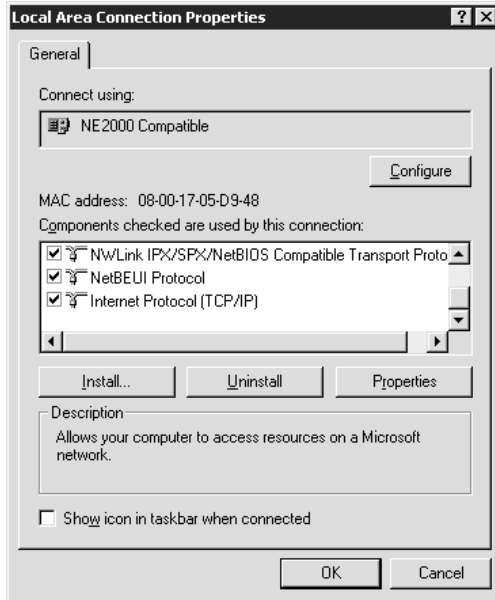 Local Area Connection Properties
General
Connect using:
NE2000 Compatible
Configure
MAC address: 08-00-17-05-D9-48
Components checked are used by this connection:
NWLink IPX/SPX/NetBIOS Compatible Transport Proto
NetBEUI Protocol
Internet Protocol (TCP/IP)
Install... Uninstall Properties
Description
Allows your computer to access resources on a Microsoft
network.
Show icon in taskbar when connected
OK Cancel